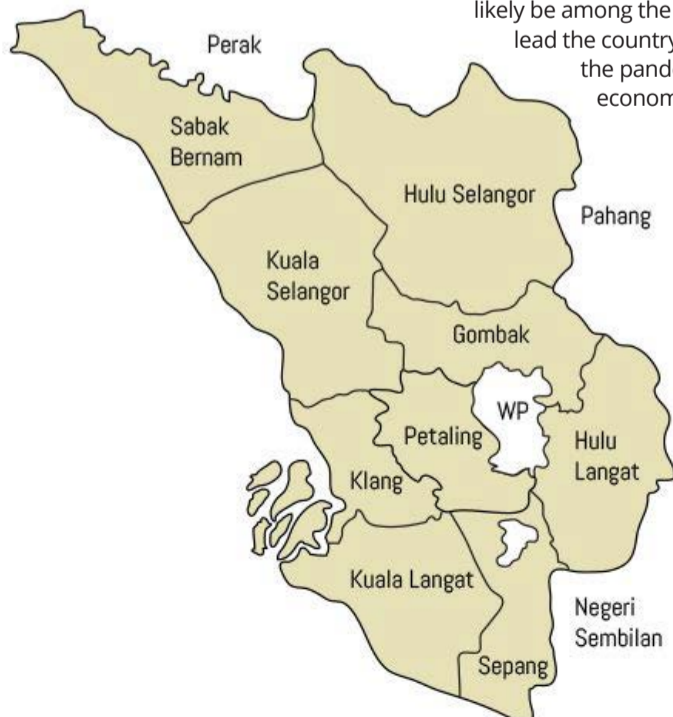 likely be among the
lead the country
the pand
econom
Perak
Sabak
Bernam
Hulu Selangor
Pahang
Kuala
Selangor
Gombak
WP
Petaling
Hulu
Langat
Klang
Kuala Langat
Negeri
Sembilan
Sepang